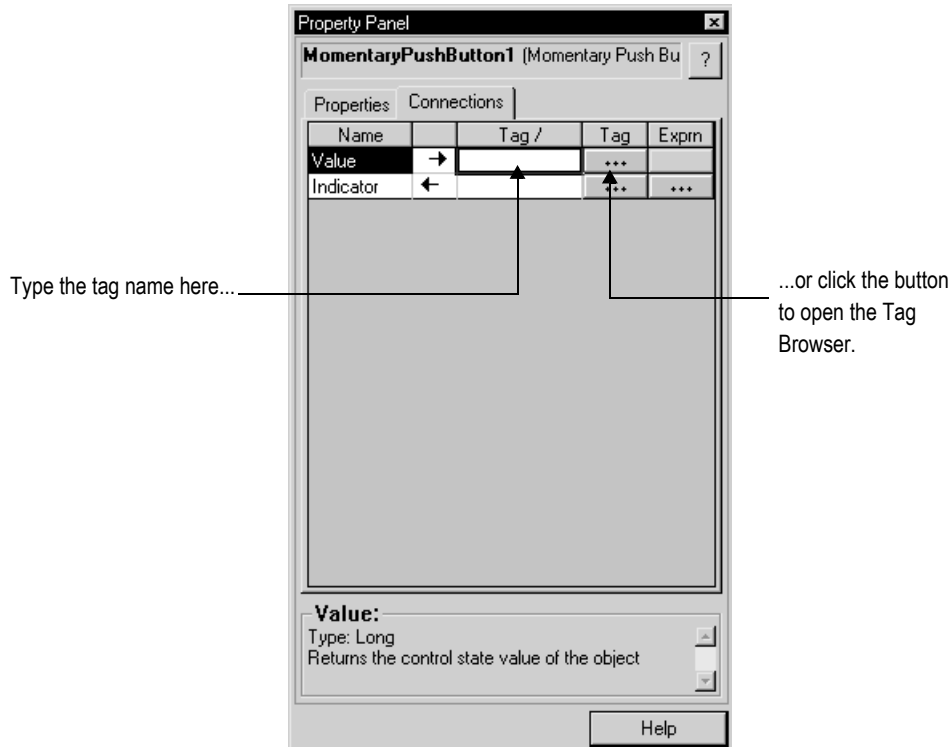 Property Panel
MomentaryPushButton1 (Momentary Push Bu
?
Properties Connections
Name Tag / Tag Exprn
Value ...
Indicator ... ...
Type the tag name here...
...or click the button
to open the Tag
Browser.
Value:
Type: Long
Returns the control state value of the object
Help